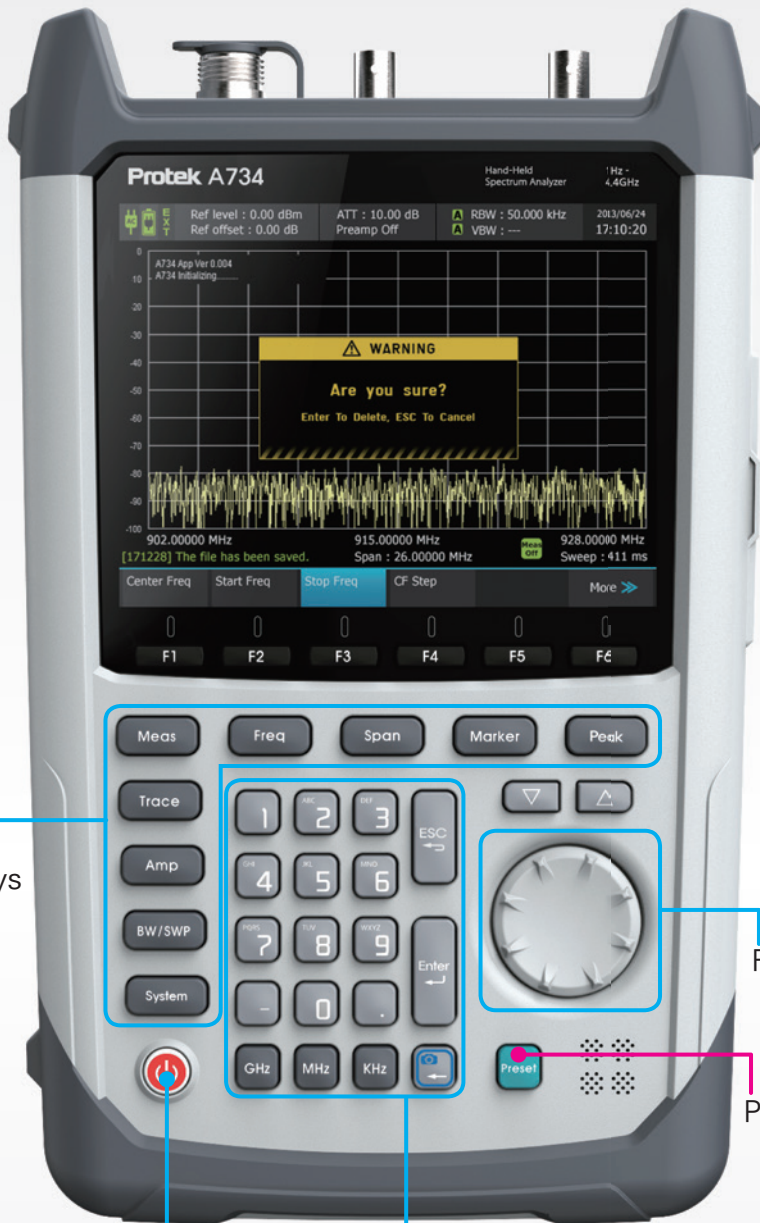 Protek A734
Hand-Held
Spectrum Analyzer
4.4GHz
AC
EXT
Ref level : 0.00 dBm
Ref offset : 0.00 dB
ATT : 10.00 dB
Preamp Off
A RBW : 50.000 kHz
A VBW : ---
2013/06/24
17:10:20
0
-10
-20
-30
-40
-50
-60
-70
-80
-90
-100
A734 App Ver 0.004
A734 Initializing
WARNING
Are you sure?
Enter To Delete, ESC To Cancel
902.00000 MHz
915.00000 MHz
928.00000 MHz
[171228] The file has been saved.
Span : 26.00000 MHz
Meas Off
Sweep : 411 ms
Center Freq
Start Freq
Stop Freq
CF Step
More
F1
F2
F3
F4
F5
F6
Meas
Freq
Span
Marker
Peak
Trace
Amp
BW/SWP
System
1
ABC 2
DEF 3
ESC
GHI 4
JKL 5
MNO 6
PQRS 7
TUV 8
WXYZ 9
Enter
-
0
.
GHz
MHz
KHz
Preset